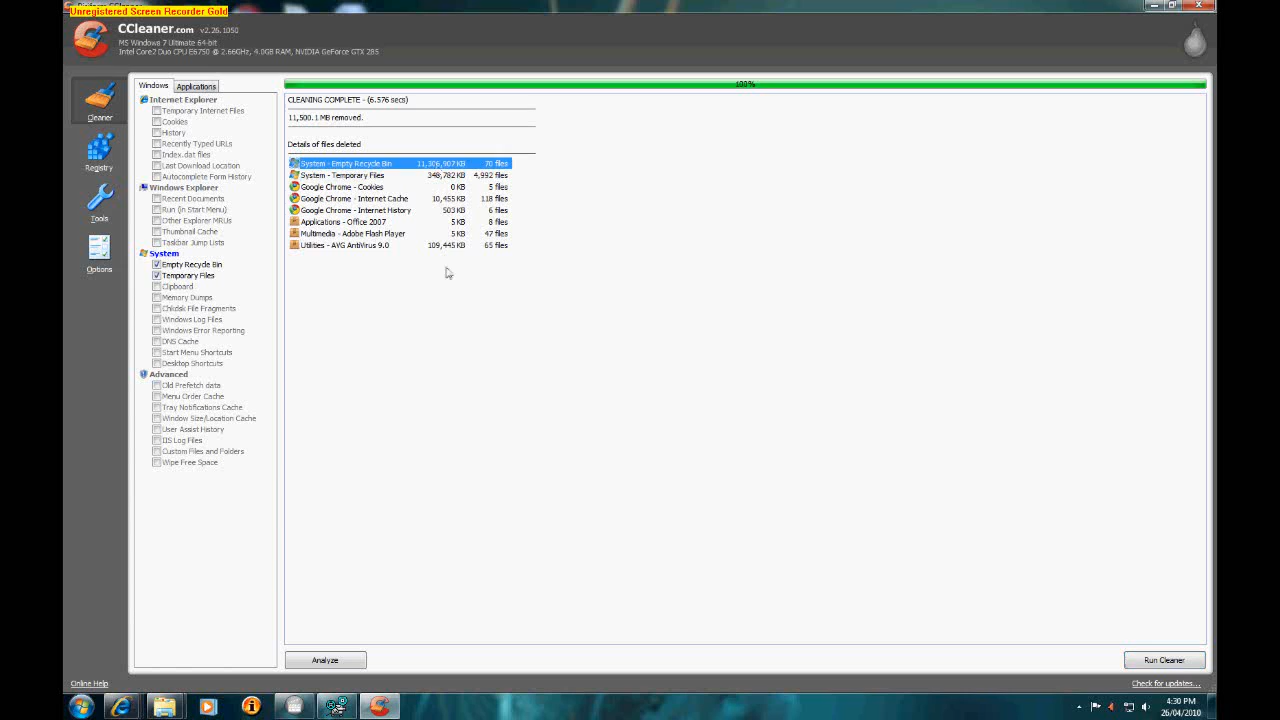 Unregistered Screen Recorder Gold
CCleaner.com v2.26.1050
MS Windows 7 Ultimate 64-bit
Intel Core2 Duo CPU E6750 @ 2.66GHz, 4.0GB RAM, NVIDIA GeForce GTX 285
Cleaner
Registry
Tools
Options
Windows Applications
Internet Explorer
Temporary Internet Files
Cookies
History
Recently Typed URLs
Index.dat files
Last Download Location
Autocomplete Form History
Windows Explorer
Recent Documents
Run (in Start Menu)
Other Explorer MRUs
Thumbnail Cache
Taskbar Jump Lists
System
Empty Recycle Bin
Temporary Files
Clipboard
Memory Dumps
Chkdsk File Fragments
Windows Log Files
Windows Error Reporting
DNS Cache
Start Menu Shortcuts
Desktop Shortcuts
Advanced
Old Prefetch data
Menu Order Cache
Tray Notifications Cache
Window Size/Location Cache
User Assist History
IIS Log Files
Custom Files and Folders
Wipe Free Space
100%
CLEANING COMPLETE - (6.576 secs)
11,500.1 MB removed.
Details of files deleted
System - Empty Recycle Bin 11,306,907 KB 70 files
System - Temporary Files 348,782 KB 4,992 files
Google Chrome - Cookies 0 KB 5 files
Google Chrome - Internet Cache 10,455 KB 118 files
Google Chrome - Internet History 503 KB 6 files
Applications - Office 2007 5 KB 8 files
Multimedia - Adobe Flash Player 5 KB 47 files
Utilities - AVG AntiVirus 9.0 109,445 KB 65 files
Analyze
Run Cleaner
Online Help
Check for updates...
4:30 PM
26/04/2010